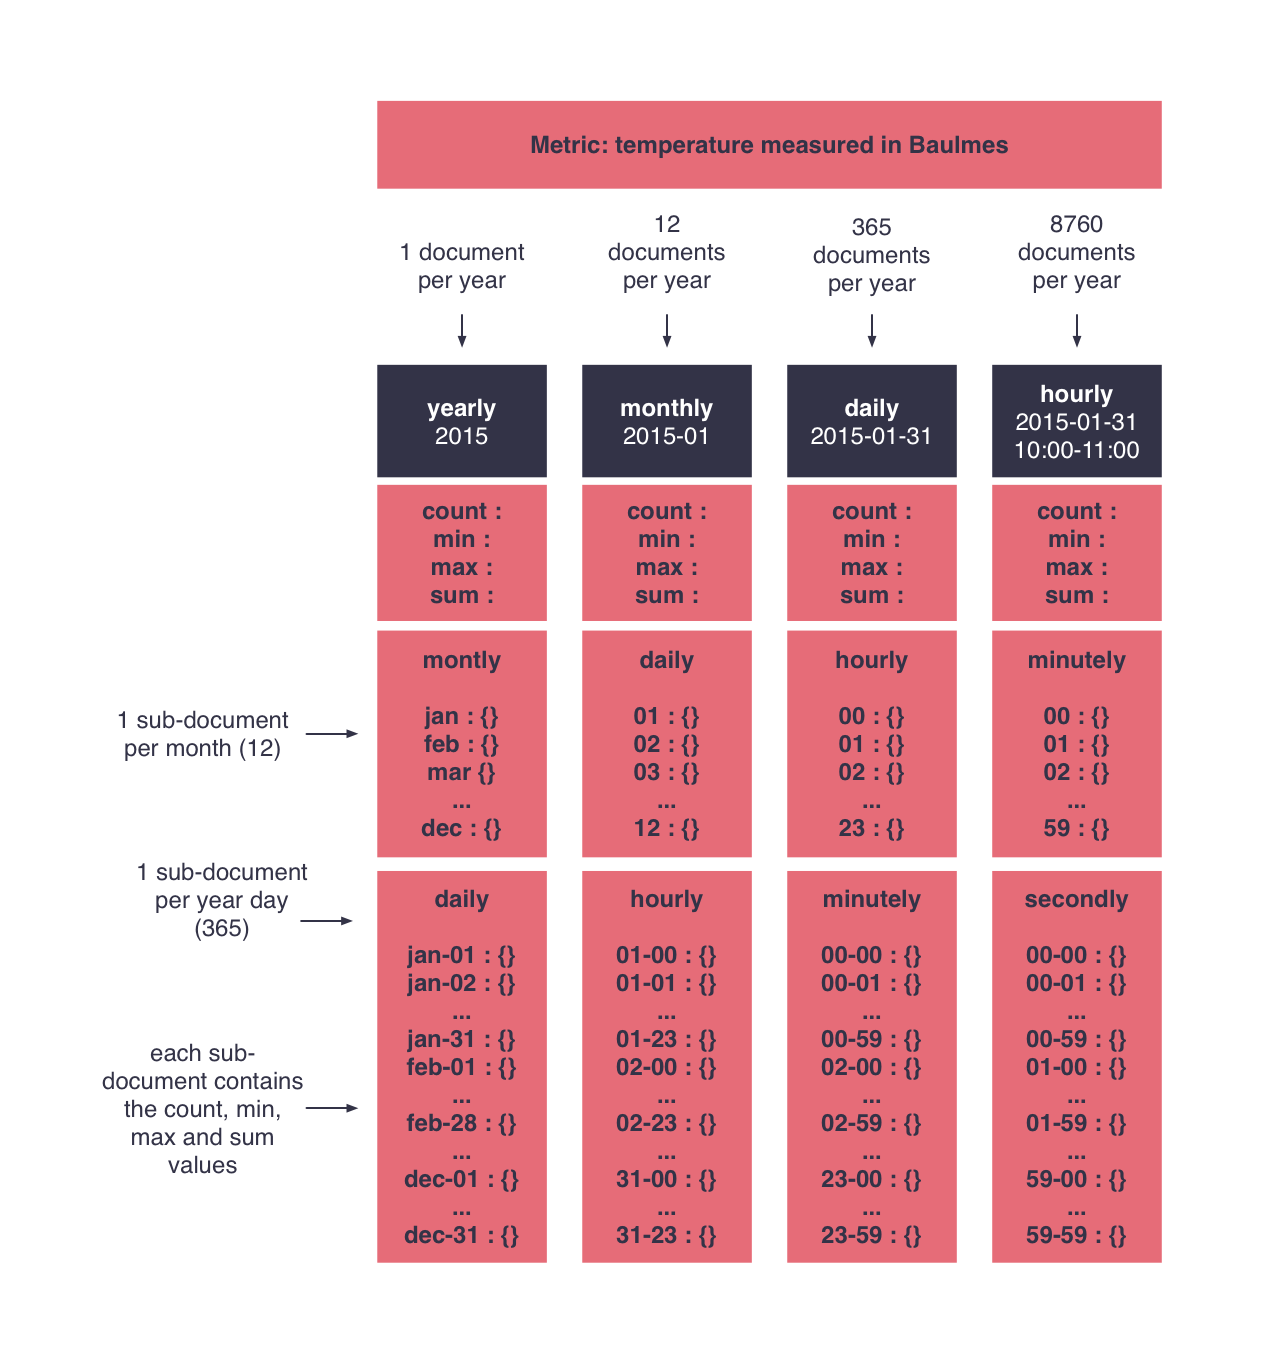 Metric: temperature measured in Baulmes
1 document
per year
12
documents
per year
365
documents
per year
8760
documents
per year
yearly
2015
monthly
2015-01
daily
2015-01-31
hourly
2015-01-31
10:00-11:00
count :
min :
max :
sum :
count :
min :
max :
sum :
count :
min :
max :
sum :
count :
min :
max :
sum :
1 sub-document
per month (12)
montly
jan : {}
feb : {}
mar {}
...
dec : {}
daily
01 : {}
02 : {}
03 : {}
...
12 : {}
hourly
00 : {}
01 : {}
02 : {}
...
23 : {}
minutely
00 : {}
01 : {}
02 : {}
...
59 : {}
1 sub-document
per year day
(365)
each sub-
document contains
the count, min,
max and sum
values
daily
jan-01 : {}
jan-02 : {}
...
jan-31 : {}
feb-01 : {}
...
feb-28 : {}
...
dec-01 : {}
...
dec-31 : {}
hourly
01-00 : {}
01-01 : {}
...
01-23 : {}
02-00 : {}
...
02-23 : {}
...
31-00 : {}
...
31-23 : {}
minutely
00-00 : {}
00-01 : {}
...
00-59 : {}
02-00 : {}
...
02-59 : {}
...
23-00 : {}
...
23-59 : {}
secondly
00-00 : {}
00-01 : {}
...
00-59 : {}
01-00 : {}
...
01-59 : {}
...
59-00 : {}
...
59-59 : {}